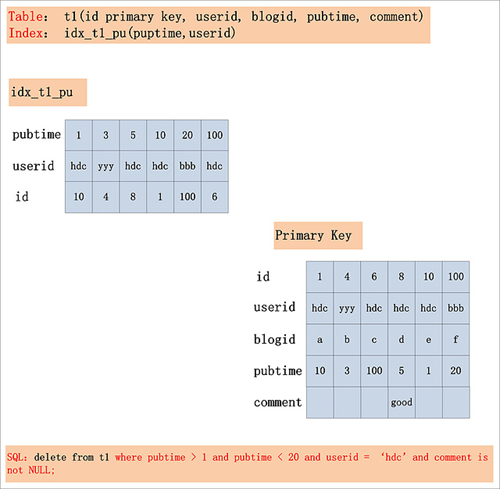 Table: t1(id primary key, userid, blogid, pubtime, comment)
Index: idx_t1_pu(puptime,userid)
idx_t1_pu
pubtime 1 3 5 10 20 100
userid hdc yyy hdc hdc bbb hdc
id 10 4 8 1 100 6
Primary Key
id 1 4 6 8 10 100
userid hdc yyy hdc hdc hdc bbb
blogid a b c d e f
pubtime 10 3 100 5 1 20
comment good
SQL: delete from t1 where pubtime > 1 and pubtime < 20 and userid = ‘hdc’ and comment is
not NULL;